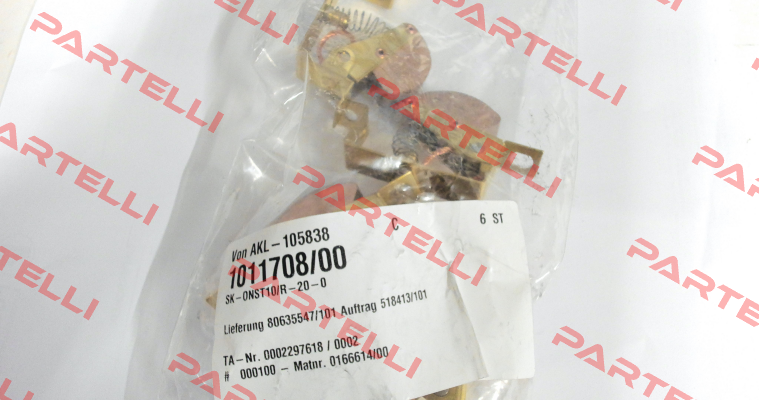 Von AKL-105838 C 6 ST
1011708/00
SK-ONST10/R-20-0
Lieferung 80635547/101 Auftrag 518413/101
TA-Nr. 0002297618 / 0002
# 000100 - Matnr. 0166614/00
PARTELLI
PARTELLI
PARTELLI
PARTELLI
PARTELLI
PARTELLI
PARTELLI
PARTELLI